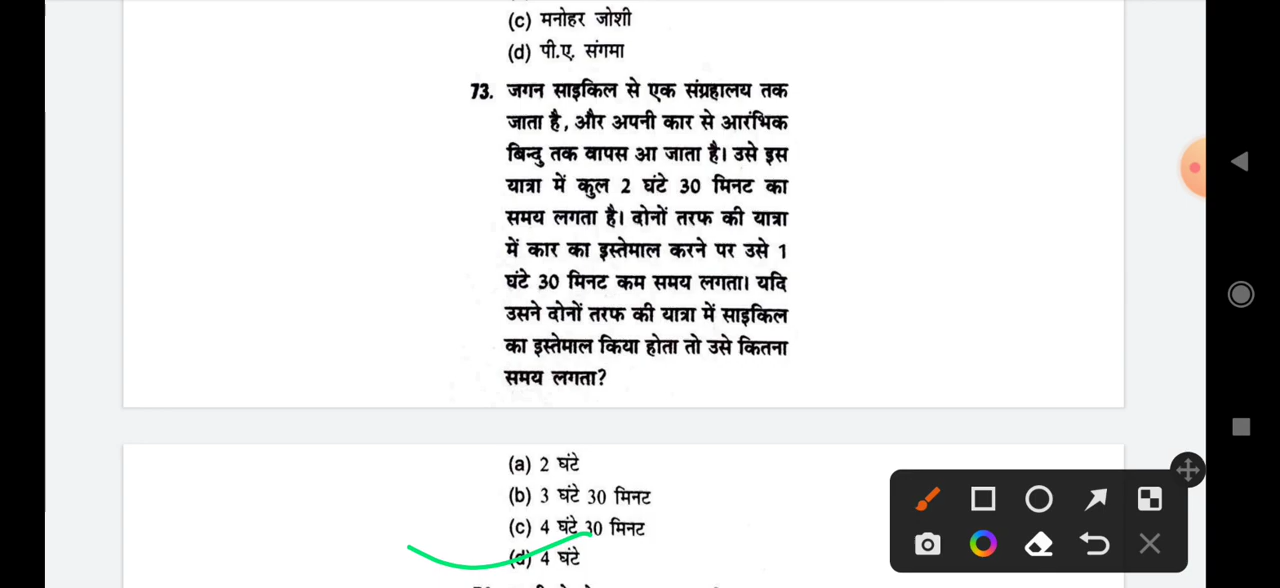 (c) मनोहर जोशी
(d) पी.ए. संगमा
73. जगन साइकिल से एक संग्रहालय तक
जाता है, और अपनी कार से आरंभिक
बिन्दु तक वापस आ जाता है। उसे इस
यात्रा में कुल 2 घंटे 30 मिनट का
समय लगता है। दोनों तरफ की यात्रा
में कार का इस्तेमाल करने पर उसे 1
घंटे 30 मिनट कम समय लगता। यदि
उसने दोनों तरफ की यात्रा में साइकिल
का इस्तेमाल किया होता तो उसे कितना
समय लगता?
(a) 2 घंटे
(b) 3 घंटे 30 मिनट
(c) 4 घंटे 30 मिनट
(d) 4 घंटे